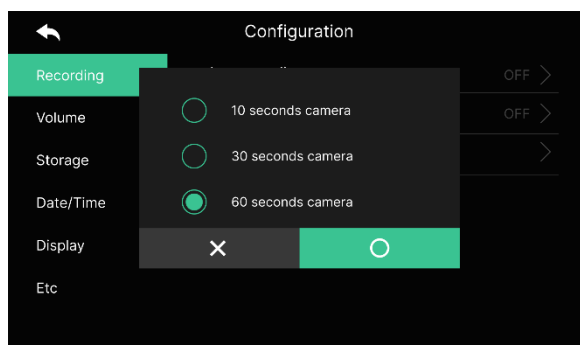 Configuration
Recording
OFF
10 seconds camera
Volume
OFF
30 seconds camera
Storage
Date/Time
60 seconds camera
Display
Etc